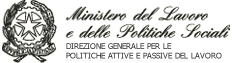 Ministero del Lavoro
e delle Politiche Sociali
DIREZIONE GENERALE PER LE
POLITICHE ATTIVE E PASSIVE DEL LAVORO